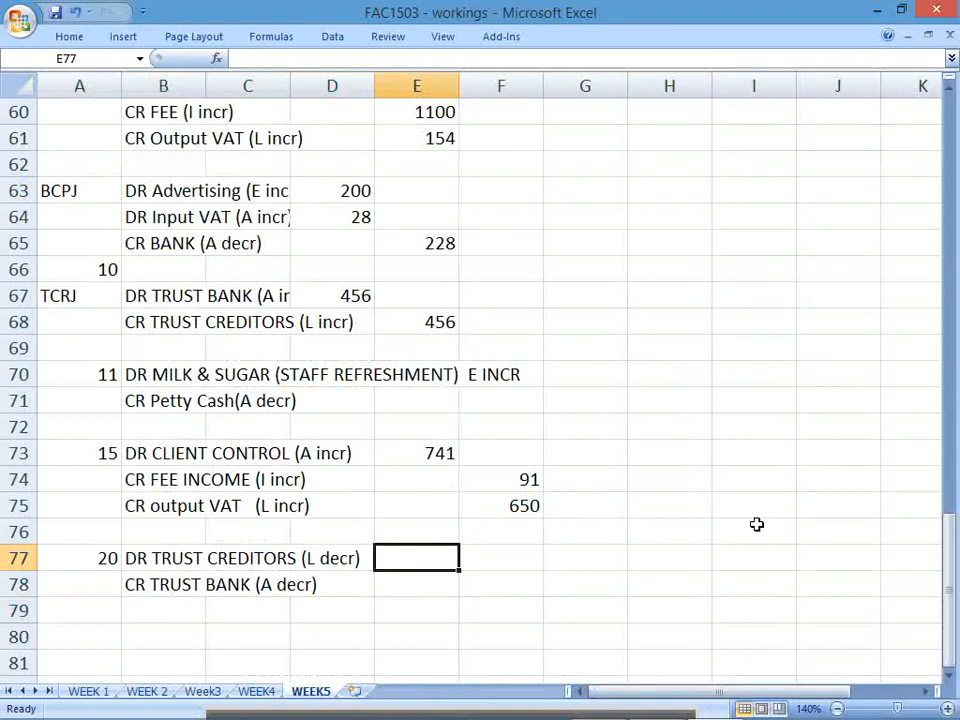 FAC1503 - workings - Microsoft Excel
Home Insert Page Layout Formulas Data Review View Add-Ins
E77 fx
A B C D E F G H I J K
60 CR FEE (I incr) 1100
61 CR Output VAT (L incr) 154
62
63 BCPJ DR Advertising (E inc 200
64 DR Input VAT (A incr) 28
65 CR BANK (A decr) 228
66 10
67 TCRJ DR TRUST BANK (A ir 456
68 CR TRUST CREDITORS (L incr) 456
69
70 11 DR MILK & SUGAR (STAFF REFRESHMENT) E INCR
71 CR Petty Cash(A decr)
72
73 15 DR CLIENT CONTROL (A incr) 741
74 CR FEE INCOME (I incr) 91
75 CR output VAT (L incr) 650
76
77 20 DR TRUST CREDITORS (L decr)
78 CR TRUST BANK (A decr)
79
80
81
WEEK 1 WEEK 2 Week3 WEEK4 WEEK5
Ready 140%